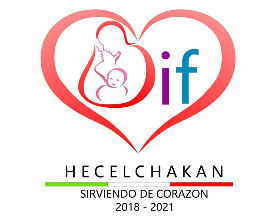 Dif
HECELCHAKAN
SIRVIENDO DE CORAZON
2018 - 2021